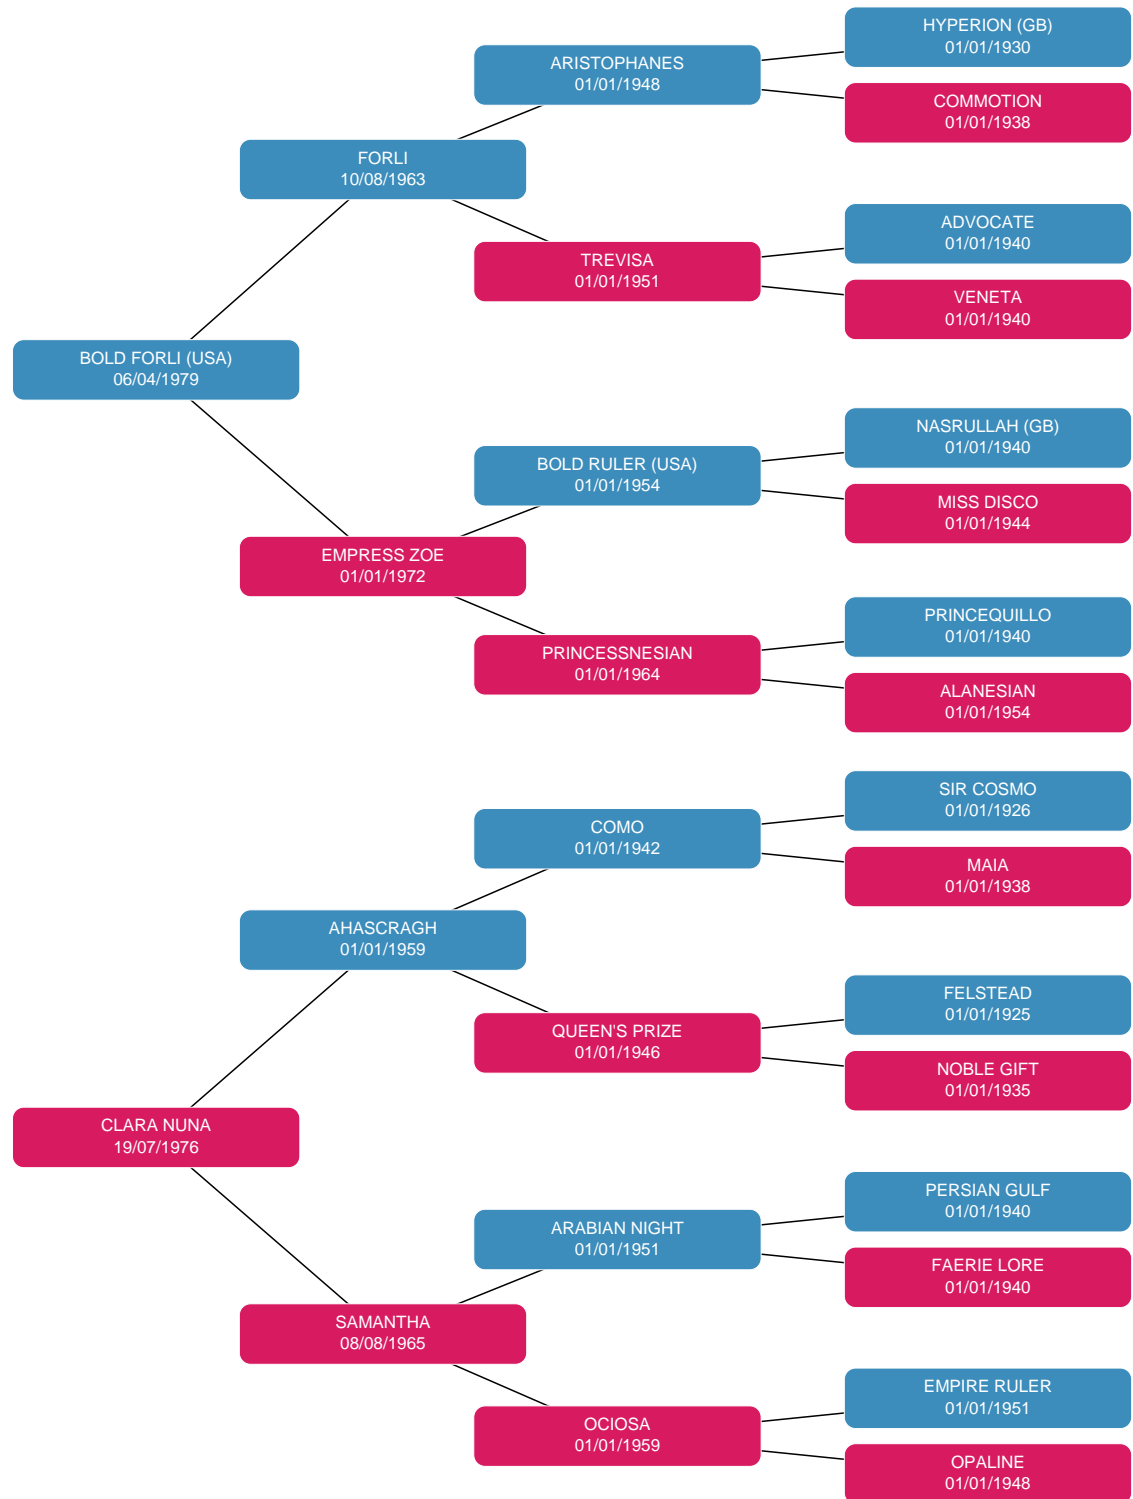 HYPERION (GB)
01/01/1930
ARISTOPHANES
01/01/1948
COMMOTION
01/01/1938
FORLI
10/08/1963
ADVOCATE
01/01/1940
TREVISA
01/01/1951
VENETA
01/01/1940
BOLD FORLI (USA)
06/04/1979
NASRULLAH (GB)
01/01/1940
BOLD RULER (USA)
01/01/1954
MISS DISCO
01/01/1944
EMPRESS ZOE
01/01/1972
PRINCEQUILLO
01/01/1940
PRINCESSNESIAN
01/01/1964
ALANESIAN
01/01/1954
SIR COSMO
01/01/1926
COMO
01/01/1942
MAIA
01/01/1938
AHASCRAGH
01/01/1959
FELSTEAD
01/01/1925
QUEEN'S PRIZE
01/01/1946
NOBLE GIFT
01/01/1935
CLARA NUNA
19/07/1976
PERSIAN GULF
01/01/1940
ARABIAN NIGHT
01/01/1951
FAERIE LORE
01/01/1940
SAMANTHA
08/08/1965
EMPIRE RULER
01/01/1951
OCIOSA
01/01/1959
OPALINE
01/01/1948